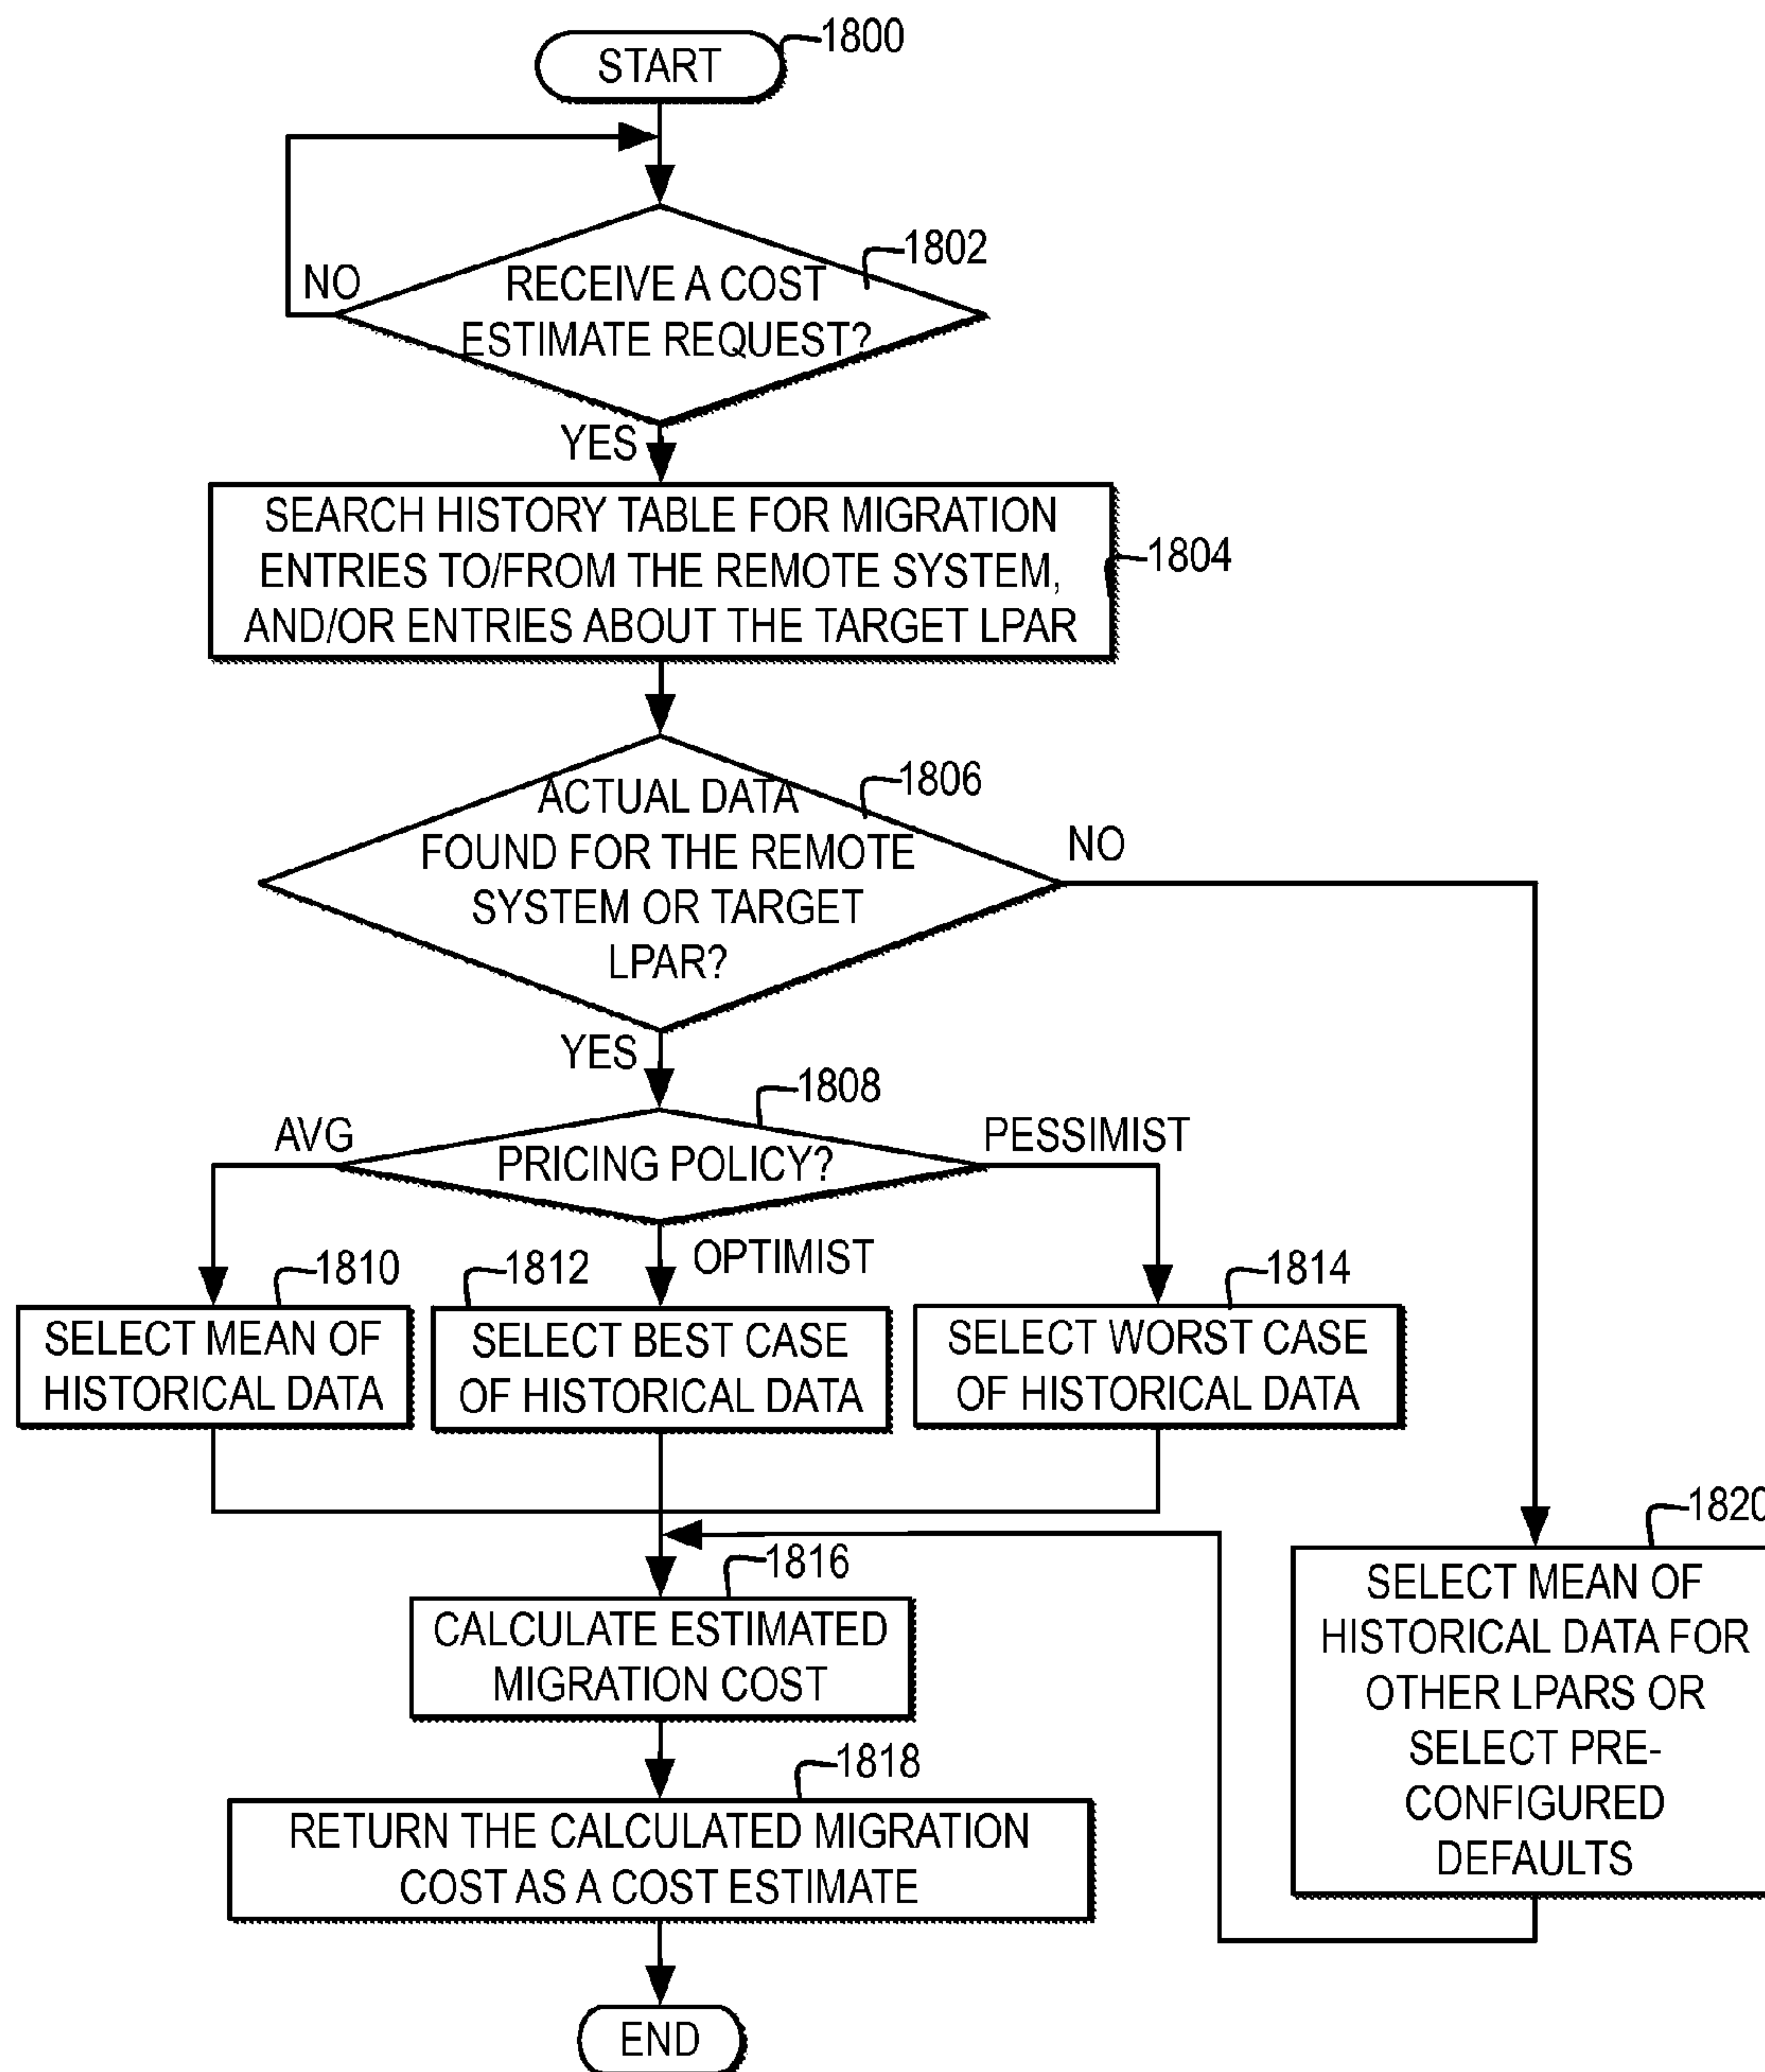 START
1800
1802
NO
RECEIVE A COST
ESTIMATE REQUEST?
YES
SEARCH HISTORY TABLE FOR MIGRATION
ENTRIES TO/FROM THE REMOTE SYSTEM,
AND/OR ENTRIES ABOUT THE TARGET LPAR
1804
1806
ACTUAL DATA
FOUND FOR THE REMOTE
SYSTEM OR TARGET
LPAR?
NO
YES
1808
AVG
PRICING POLICY?
PESSIMIST
OPTIMIST
1810
SELECT MEAN OF
HISTORICAL DATA
1812
SELECT BEST CASE
OF HISTORICAL DATA
1814
SELECT WORST CASE
OF HISTORICAL DATA
1820
SELECT MEAN OF
HISTORICAL DATA FOR
OTHER LPARS OR
SELECT PRE-
CONFIGURED
DEFAULTS
1816
CALCULATE ESTIMATED
MIGRATION COST
1818
RETURN THE CALCULATED MIGRATION
COST AS A COST ESTIMATE
END